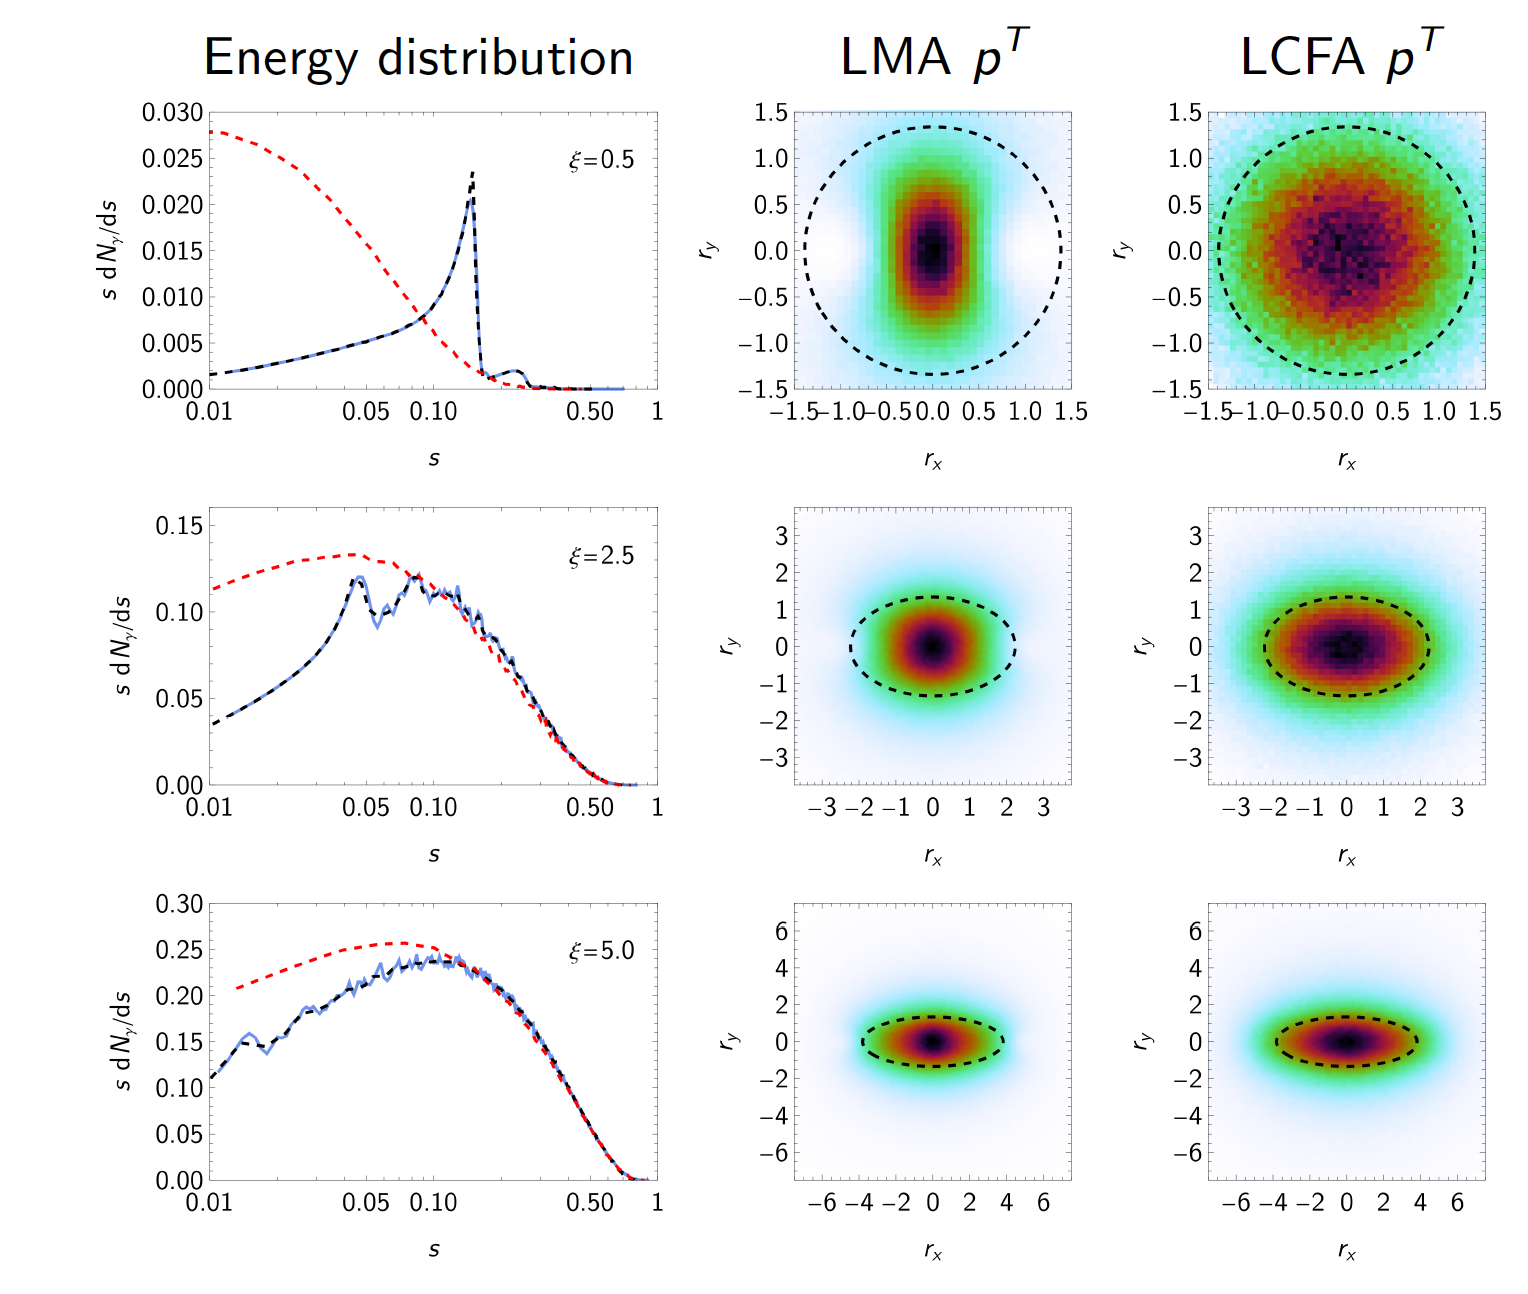 Energy distribution LMA p^T LCFA p^T
0.030 0.025 0.020 0.015 0.010 0.005 0.000
s dN_γ/ds
ξ=0.5
0.01 0.05 0.10 0.50 1
s
1.5 1.0 0.5 0.0 −0.5 −1.0 −1.5
r_y
−1.5 −1.0 −0.5 0.0 0.5 1.0 1.5
r_x
1.5 1.0 0.5 0.0 −0.5 −1.0 −1.5
r_y
−1.5 −1.0 −0.5 0.0 0.5 1.0 1.5
r_x
0.15 0.10 0.05 0.00
s dN_γ/ds
ξ=2.5
0.01 0.05 0.10 0.50 1
s
3 2 1 0 −1 −2 −3
r_y
−3 −2 −1 0 1 2 3
r_x
3 2 1 0 −1 −2 −3
r_y
−3 −2 −1 0 1 2 3
r_x
0.30 0.25 0.20 0.15 0.10 0.05 0.00
s dN_γ/ds
ξ=5.0
0.01 0.05 0.10 0.50 1
s
6 4 2 0 −2 −4 −6
r_y
−6 −4 −2 0 2 4 6
r_x
6 4 2 0 −2 −4 −6
r_y
−6 −4 −2 0 2 4 6
r_x